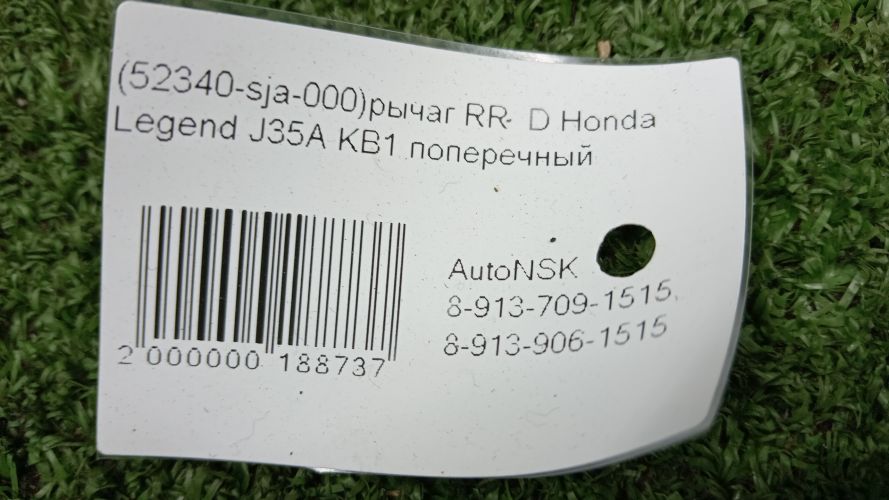 (52340-sja-000)рычаг RR- D Honda
Legend J35A KB1 поперечный
AutoNSK
8-913-709-1515,
8-913-906-1515
2 000000 188737